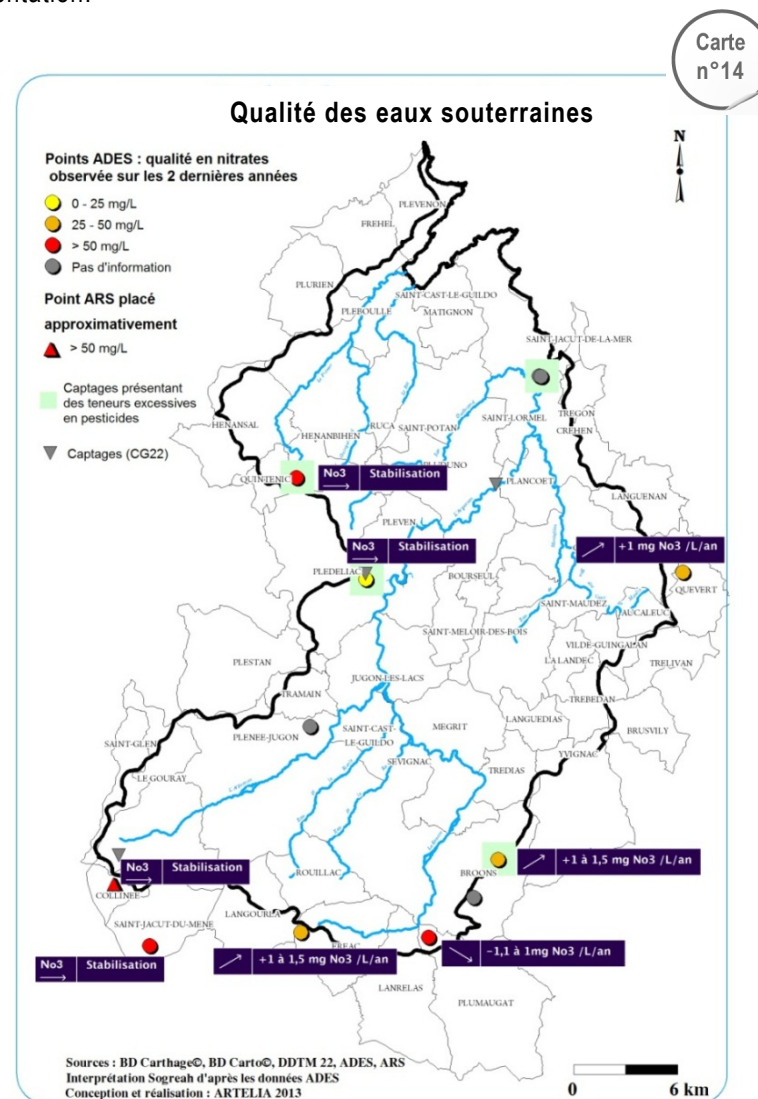 ntation.
Carte
n°14
Qualité des eaux souterraines
N
Points ADES : qualité en nitrates
observée sur les 2 dernières années
0 - 25 mg/L
25 - 50 mg/L
> 50 mg/L
Pas d'information
Point ARS placé
approximativement
> 50 mg/L
Captages présentant
des teneurs excessives
en pesticides
Captages (CG22)
PLEVENON
FREHEL
PLURIEN
SAINT-CAST-LE-GUILDO
PLEBOULLE
MATIGNON
SAINT-JACUT-DE-LA-MER
HENANSAL
HENANBIHEN
RUCA
SAINT-POTAN
SAINT-LORMEL
TREGON
CREHEN
QUINTENIC
No3
Stabilisation
PLANCOET
LANGUENAN
PLEVEN
No3
Stabilisation
+1 mg No3 /L/an
PLEDELIAC
BOURSEUL
QUEVERT
SAINT-MAUDEZ
AUCALEUC
SAINT-MELOIR-DES-BOIS
VILDE-GUINGALAN
PLESTAN
LA LANDEC
TRELIVAN
JUGON-LES-LACS
TRAMAIN
TREBEDAN
PLENEE-JUGON
SAINT-CAST-
LE-GUILDO
MEGRIT
LANGUEDIAS
BRUSVILY
SAINT-GLEN
YVIGNAC
LE GOURAY
SEVIGNAC
TREDIAS
No3
Stabilisation
ROUILLAC
BROONS
+1 à 1,5 mg No3 /L/an
COLLINEE
LANGOURLA
SAINT-JACUT-DU-MENE
EREAC
No3
Stabilisation
+1 à 1,5 mg No3 /L/an
-1,1 à 1mg No3 /L/an
LANRELAS
PLUMAUGAT
Sources : BD Carthage©, BD Carto©, DDTM 22, ADES, ARS
Interprétation Sogreah d'après les données ADES
Conception et réalisation : ARTELIA 2013
0
6 km